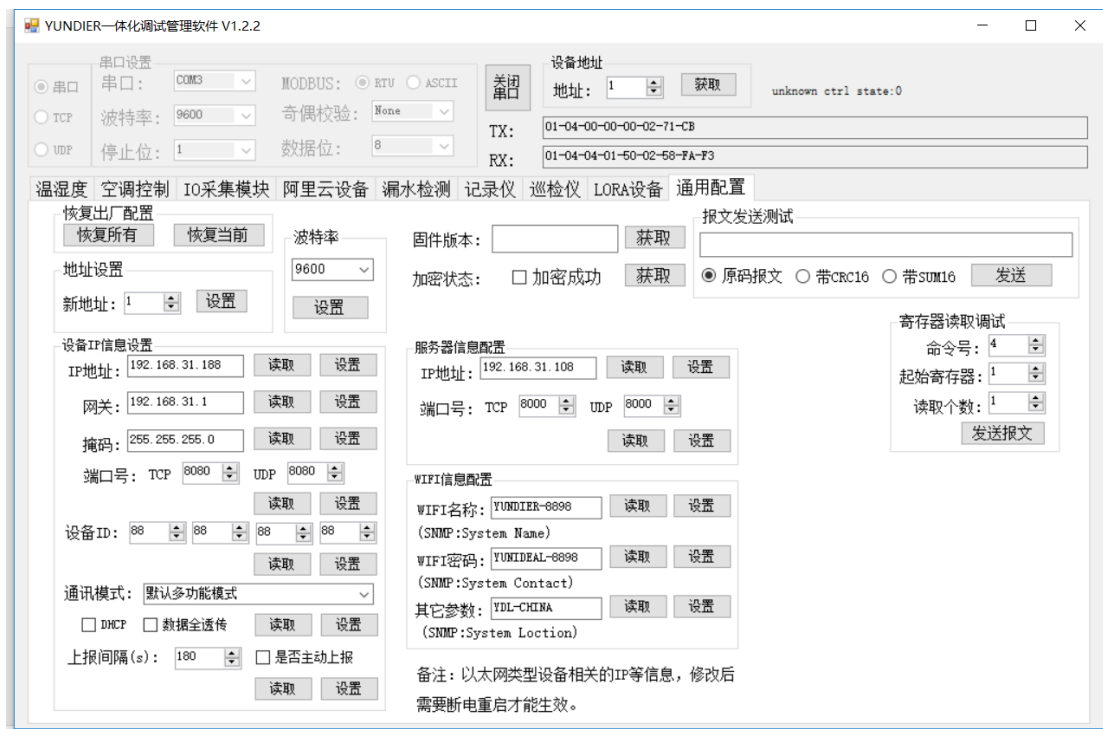 YUNDIER一体化调试管理软件 V1.2.2
串口设置
串口
TCP
UDP
串口: COM3
波特率: 9600
停止位: 1
MODBUS: RTU ASCII
奇偶校验: None
数据位: 8
关闭
串口
设备地址
地址: 1 获取
unknown ctrl state:0
TX: 01-04-00-00-00-02-71-CB
RX: 01-04-04-01-50-02-58-FA-F3
温湿度 空调控制 IO采集模块 阿里云设备 漏水检测 记录仪 巡检仪 LORA设备 通用配置
恢复出厂配置
恢复所有 恢复当前
地址设置
新地址: 1 设置
波特率
9600
设置
固件版本: 获取
加密状态: 加密成功 获取
报文发送测试
原码报文 带CRC16 带SUM16 发送
设备IP信息设置
IP地址: 192.168.31.188 读取 设置
网关: 192.168.31.1 读取 设置
掩码: 255.255.255.0 读取 设置
端口号: TCP 8080 UDP 8080
读取 设置
设备ID: 88 88 88 88
读取 设置
通讯模式: 默认多功能模式
DHCP 数据全透传 读取 设置
上报间隔(s): 180 是否主动上报
读取 设置
服务器信息配置
IP地址: 192.168.31.108 读取 设置
端口号: TCP 8000 UDP 8000
读取 设置
WIFI信息配置
WIFI名称: YUNDIER-8898 读取 设置
(SNMP:System Name)
WIFI密码: YUNIDEAL-8898 读取 设置
(SNMP:System Contact)
其它参数: YDL-CHINA 读取 设置
(SNMP:System Loction)
备注: 以太网类型设备相关的IP等信息，修改后
需要断电重启才能生效。
寄存器读取调试
命令号: 4
起始寄存器: 1
读取个数: 1
发送报文